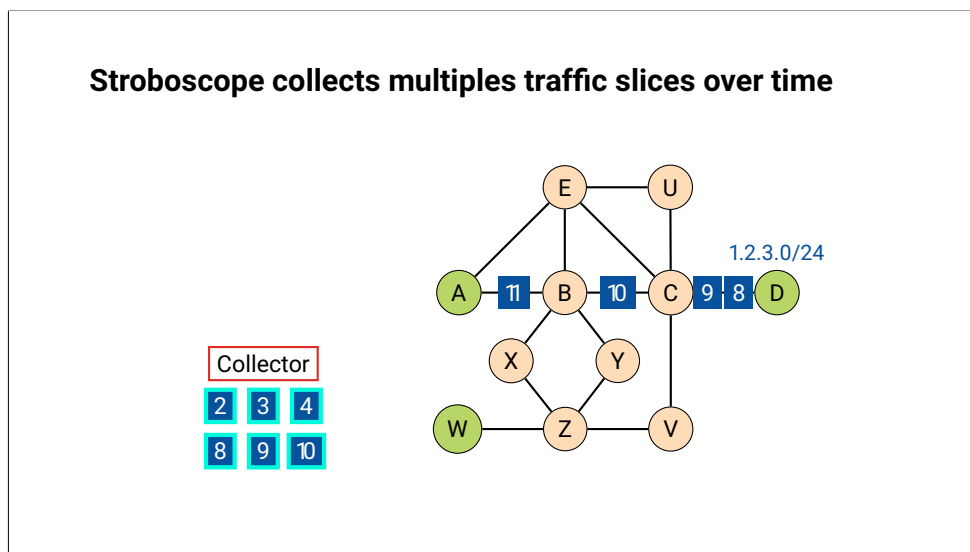 Stroboscope collects multiples traffic slices over time
E U
1.2.3.0/24
A 11 B 10 C 9 8 D
X Y
Collector
2 3 4
W Z V
8 9 10